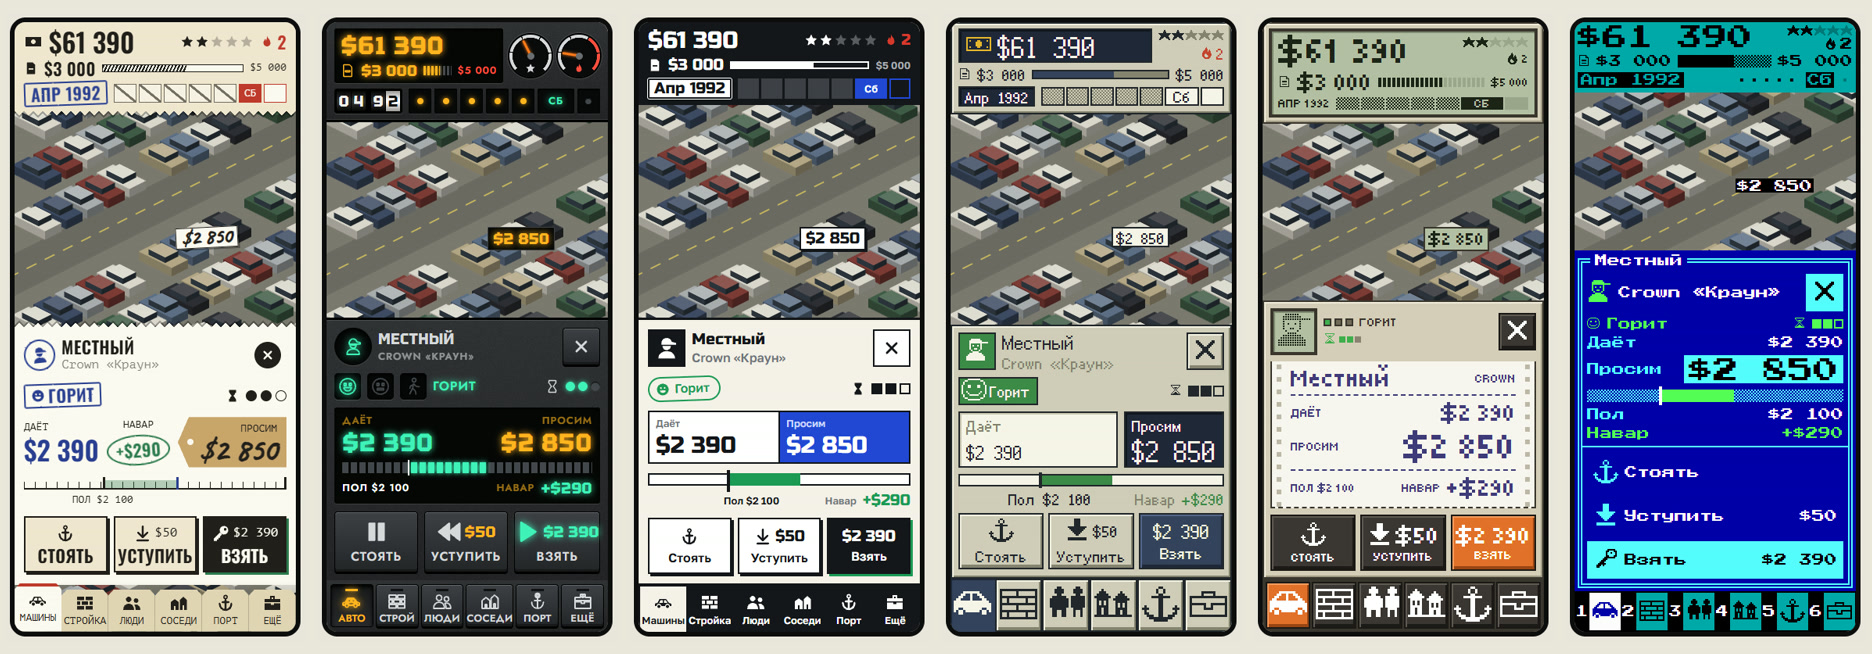 $61 390
2
$3 000 $5 000
АПР 1992 СБ
$2 850
МЕСТНЫЙ
Crown «Краун»
ГОРИТ
ДАЁТ НАВАР ПРОСИМ
$2 390 +$290 $2 850
ПОЛ $2 100
$50 $2 390
СТОЯТЬ УСТУПИТЬ ВЗЯТЬ
МАШИНЫ СТРОЙКА ЛЮДИ СОСЕДИ ПОРТ ЕЩЁ
$61 390
$3 000 $5 000
04 92 СБ
$2 850
МЕСТНЫЙ
CROWN «КРАУН»
ГОРИТ
ДАЁТ ПРОСИМ
$2 390 $2 850
ПОЛ $2 100 НАВАР +$290
$50 $2 390
СТОЯТЬ УСТУПИТЬ ВЗЯТЬ
АВТО СТРОЙ ЛЮДИ СОСЕДИ ПОРТ ЕЩЁ
$61 390
2
$3 000 $5 000
Апр 1992 Сб
$2 850
Местный
Crown «Краун»
Горит
Даёт Просим
$2 390 $2 850
Пол $2 100 Навар +$290
$50 $2 390
Стоять Уступить Взять
Машины Стройка Люди Соседи Порт Ещё
$61 390
2
$3 000 $5 000
Апр 1992 Сб
$2 850
Местный
Crown «Краун»
Горит
Даёт Просим
$2 390 $2 850
Пол $2 100 Навар +$290
$50 $2 390
Стоять Уступить Взять
$61 390
2
$3 000 $5 000
АПР 1992 СБ
$2 850
ГОРИТ
Местный CROWN
ДАЁТ $2 390
ПРОСИМ $2 850
ПОЛ $2 100 НАВАР +$290
$50 $2 390
СТОЯТЬ УСТУПИТЬ ВЗЯТЬ
$61 390
2
$3 000 $5 000
Апр 1992 Сб
$2 850
Местный
Crown «Краун»
Горит
Даёт $2 390
Просим $2 850
Пол $2 100
Навар +$290
Стоять
Уступить $50
Взять $2 390
1 2 3 4 5 6